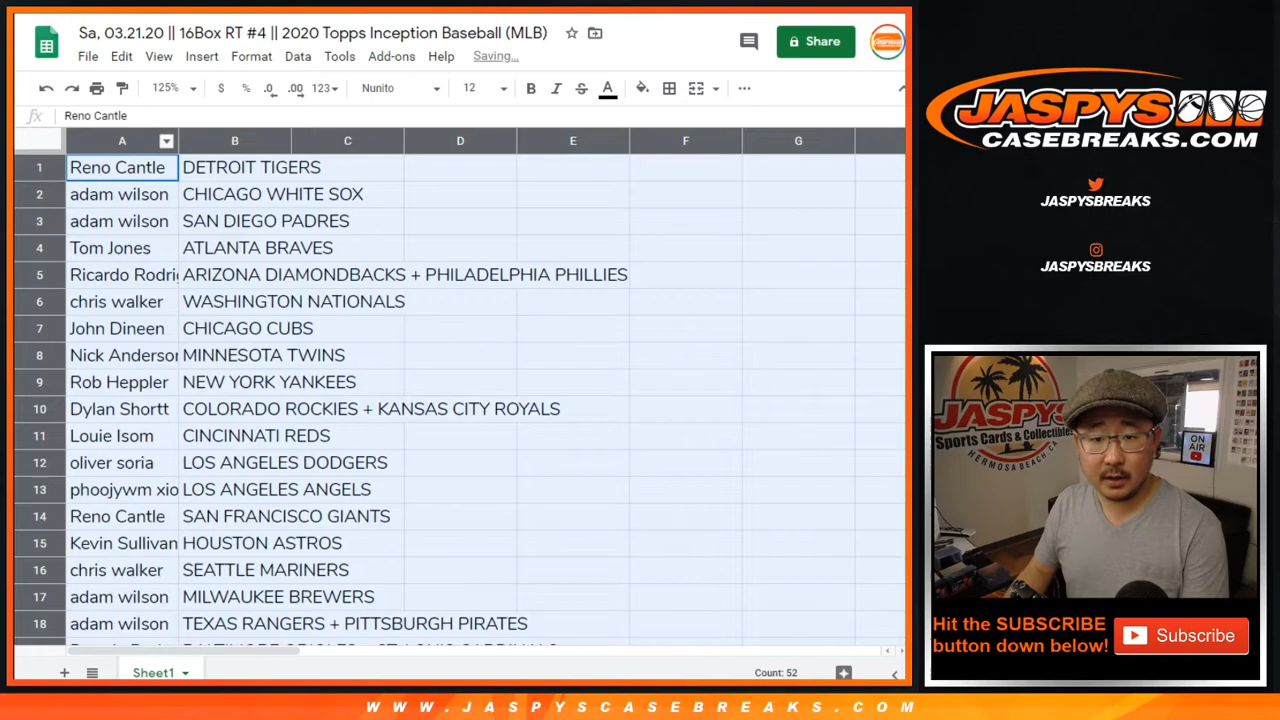 Sa, 03.21.20 || 16Box RT #4 || 2020 Topps Inception Baseball (MLB)
File Edit View Insert Format Data Tools Add-ons Help Saving...
Share
125% $ % .0 .00 123 Nunito 12 B I S A
fx Reno Cantle
A B C D E F G
1 Reno Cantle DETROIT TIGERS
2 adam wilson CHICAGO WHITE SOX
3 adam wilson SAN DIEGO PADRES
4 Tom Jones ATLANTA BRAVES
5 Ricardo Rodri ARIZONA DIAMONDBACKS + PHILADELPHIA PHILLIES
6 chris walker WASHINGTON NATIONALS
7 John Dineen CHICAGO CUBS
8 Nick Anderson MINNESOTA TWINS
9 Rob Heppler NEW YORK YANKEES
10 Dylan Shortt COLORADO ROCKIES + KANSAS CITY ROYALS
11 Louie Isom CINCINNATI REDS
12 oliver soria LOS ANGELES DODGERS
13 phoojywm xio LOS ANGELES ANGELS
14 Reno Cantle SAN FRANCISCO GIANTS
15 Kevin Sullivan HOUSTON ASTROS
16 chris walker SEATTLE MARINERS
17 adam wilson MILWAUKEE BREWERS
18 adam wilson TEXAS RANGERS + PITTSBURGH PIRATES
Sheet1
Count: 52
JASPYS
CASEBREAKS.COM
JASPYSBREAKS
JASPYSBREAKS
JASPYS
Sports Cards & Collectibles
HERMOSA BEACH
ON AIR
Hit the SUBSCRIBE
button down below!
Subscribe
WWW.JASPYSCASEBREAKS.COM